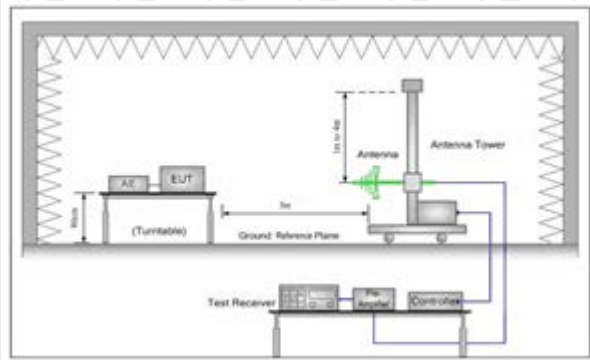 1m to 4m
Antenna Tower
Antenna
AE
EUT
3m
80cm
(Turntable)
Ground Reference Plane
Test Receiver
Pre-
Amplifier
Controller